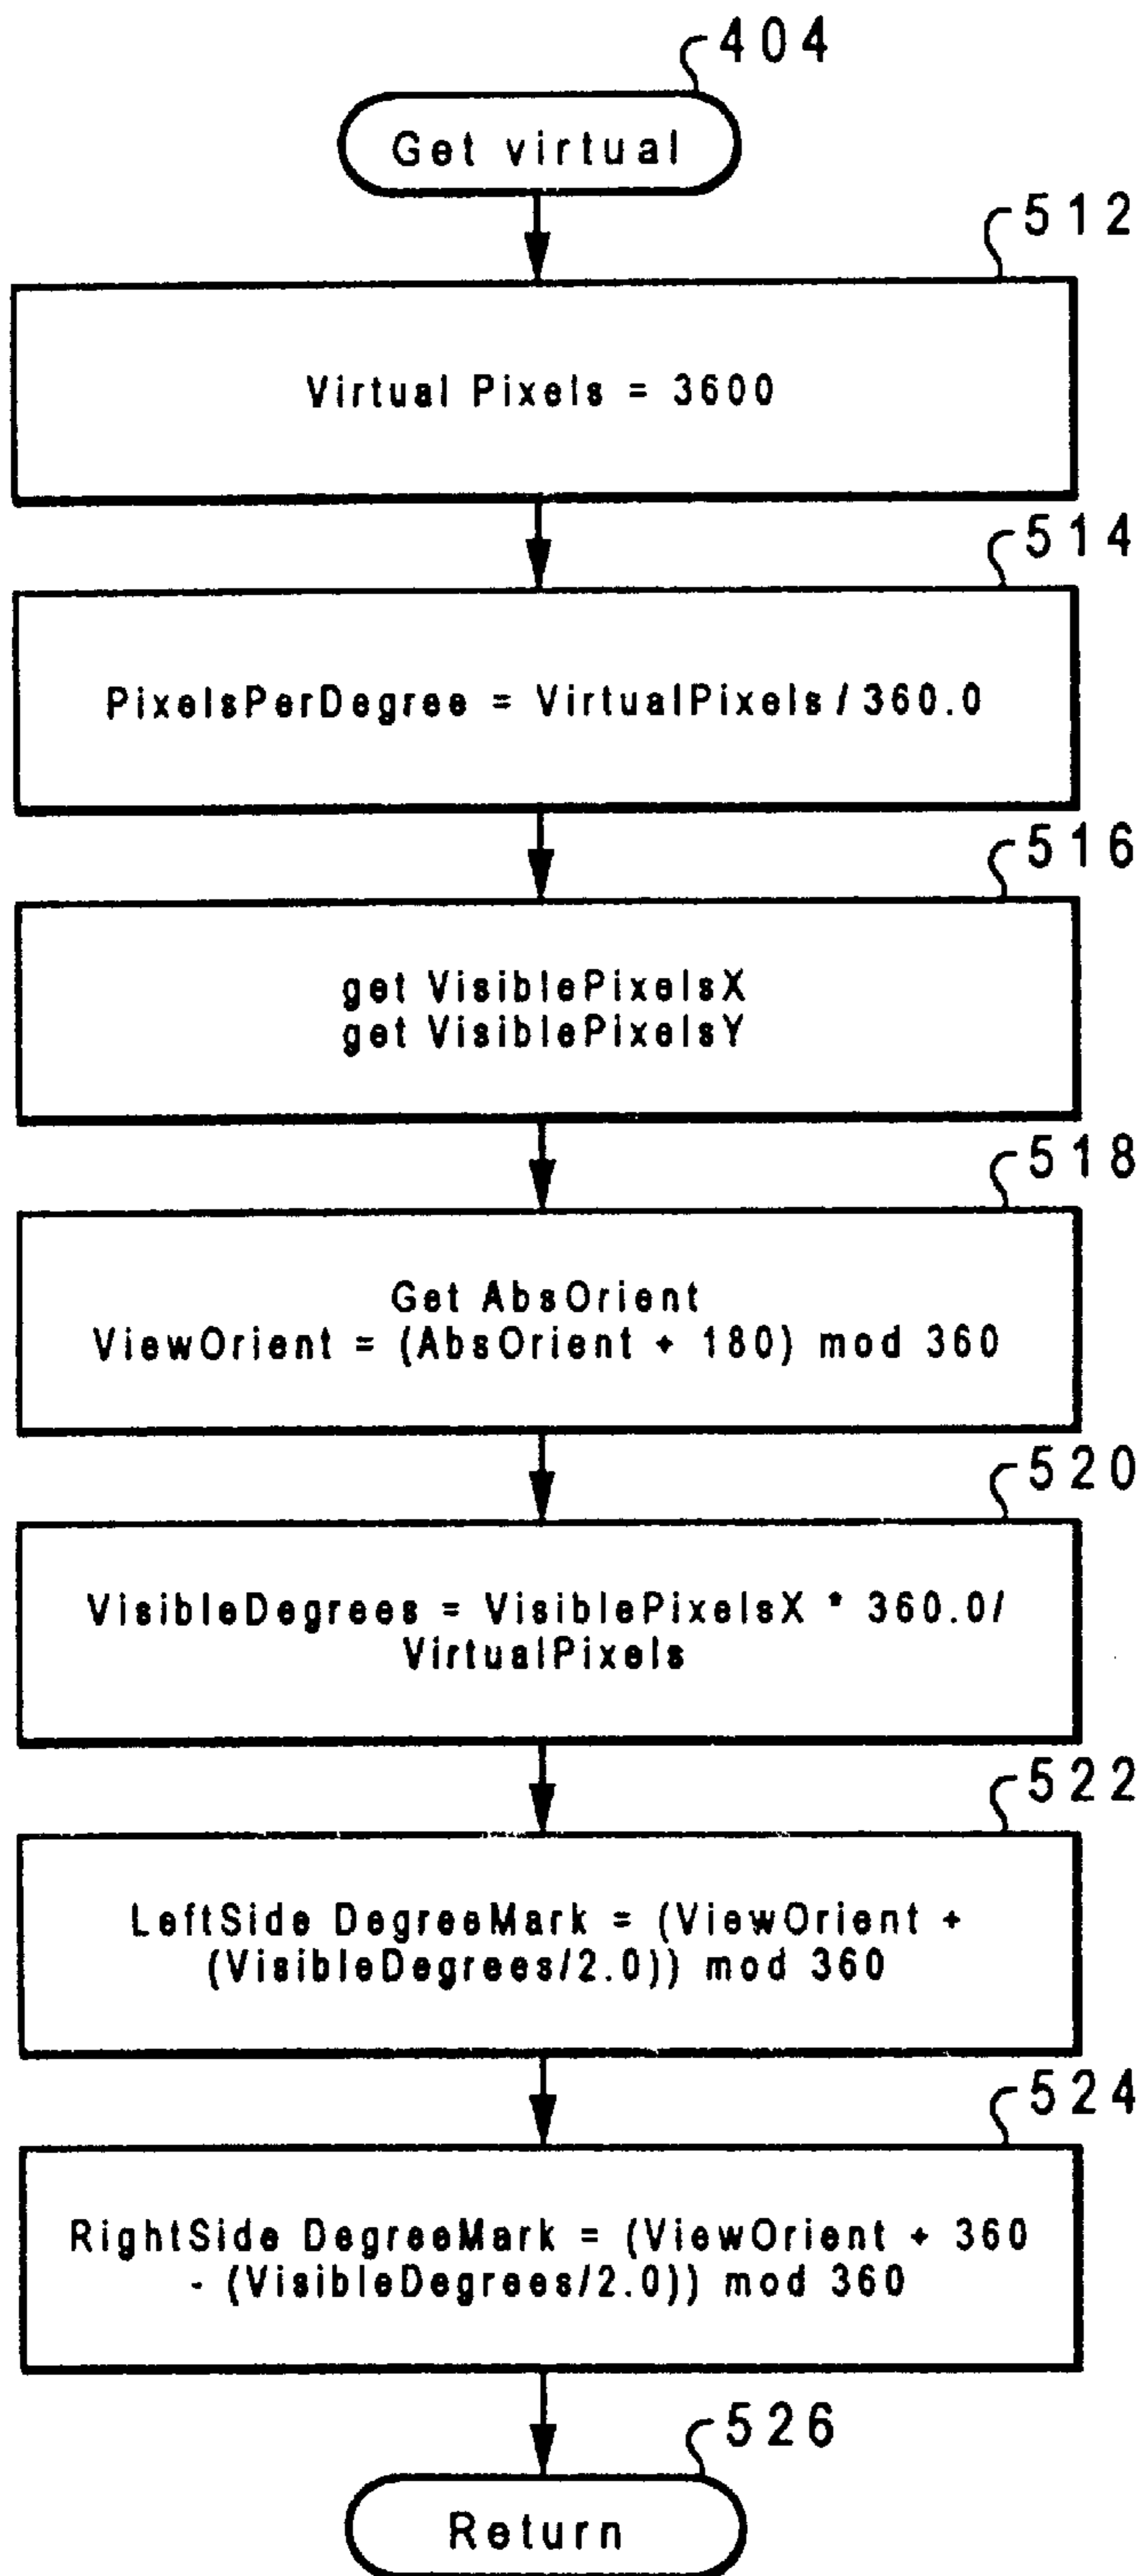 404
Get virtual
512
Virtual Pixels = 3600
514
PixelsPerDegree = VirtualPixels / 360.0
516
get VisiblePixelsX
get VisiblePixelsY
518
Get AbsOrient
ViewOrient = (AbsOrient + 180) mod 360
520
VisibleDegrees = VisiblePixelsX * 360.0/
VirtualPixels
522
LeftSide DegreeMark = (ViewOrient +
(VisibleDegrees/2.0)) mod 360
524
RightSide DegreeMark = (ViewOrient + 360
- (VisibleDegrees/2.0)) mod 360
526
Return